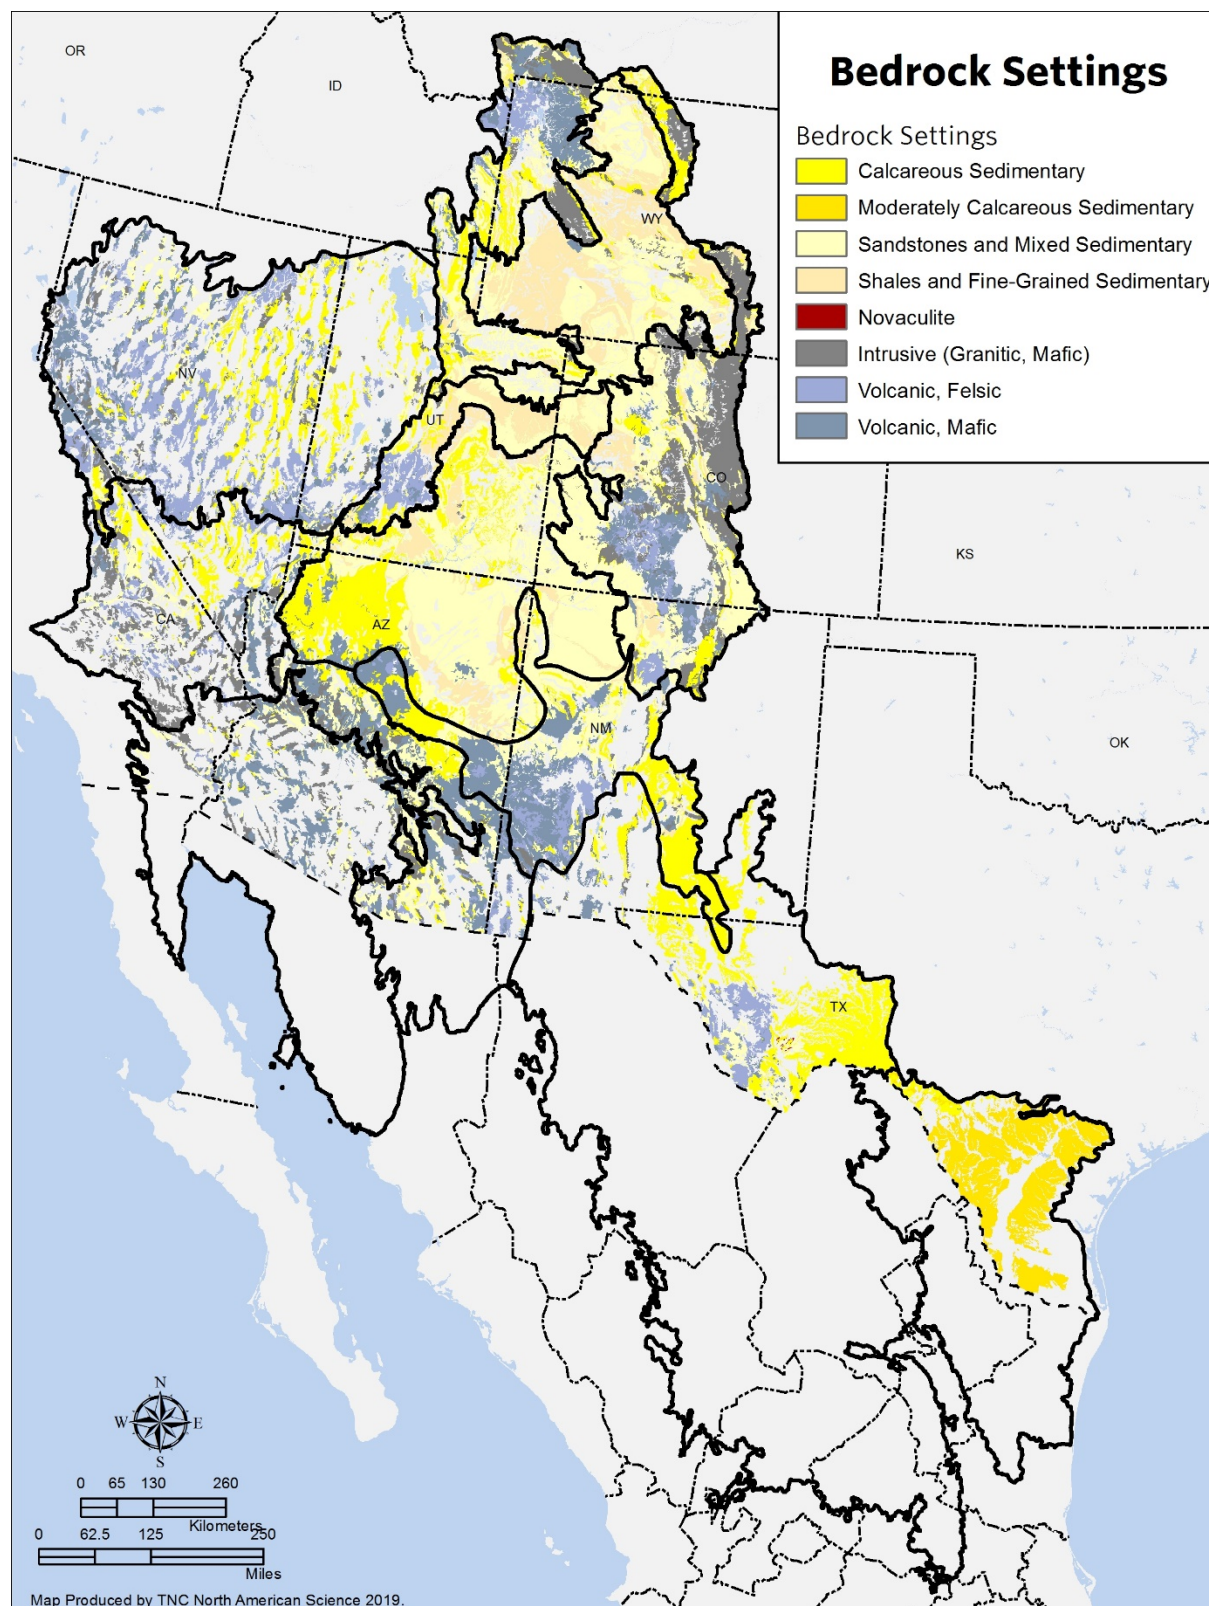 Bedrock Settings
Bedrock Settings
Calcareous Sedimentary
Moderately Calcareous Sedimentary
Sandstones and Mixed Sedimentary
Shales and Fine-Grained Sedimentary
Novaculite
Intrusive (Granitic, Mafic)
Volcanic, Felsic
Volcanic, Mafic
OR
ID
WY
NV
UT
CO
KS
CA
AZ
NM
OK
TX
N
W E
S
0 65 130 260
Kilometers
0 62.5 125 250
Miles
Map Produced by TNC North American Science 2019.